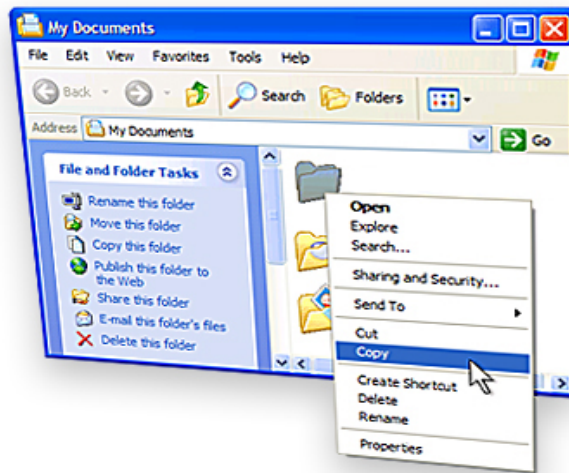 My Documents
File Edit View Favorites Tools Help
Back Search Folders
Address My Documents Go
File and Folder Tasks
Rename this folder
Move this folder
Copy this folder
Publish this folder to
the Web
Share this folder
E-mail this folder's files
Delete this folder
Open
Explore
Search...
Sharing and Security...
Send To
Cut
Copy
Create Shortcut
Delete
Rename
Properties